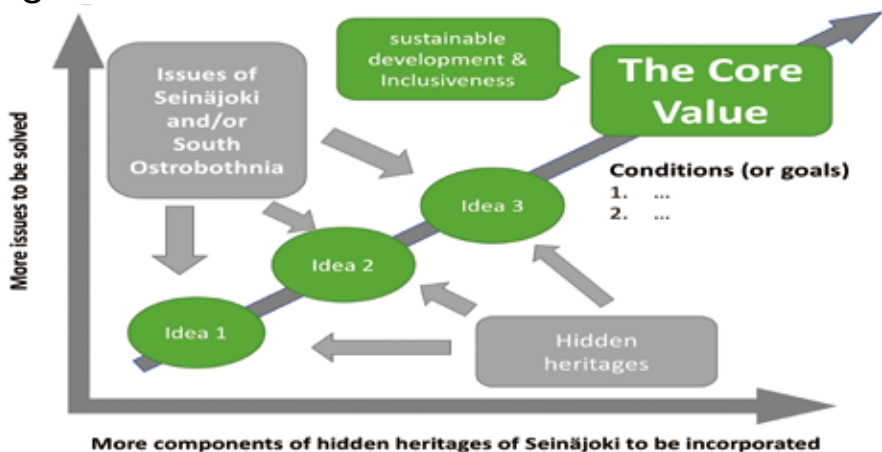 Issues of
Seinäjoki
and/or
South
Ostrobothnia
sustainable
development &
Inclusiveness
The Core
Value
Conditions (or goals)
1. ...
2. ...
Idea 3
Idea 2
Idea 1
Hidden
heritages
More issues to be solved
More components of hidden heritages of Seinäjoki to be incorporated